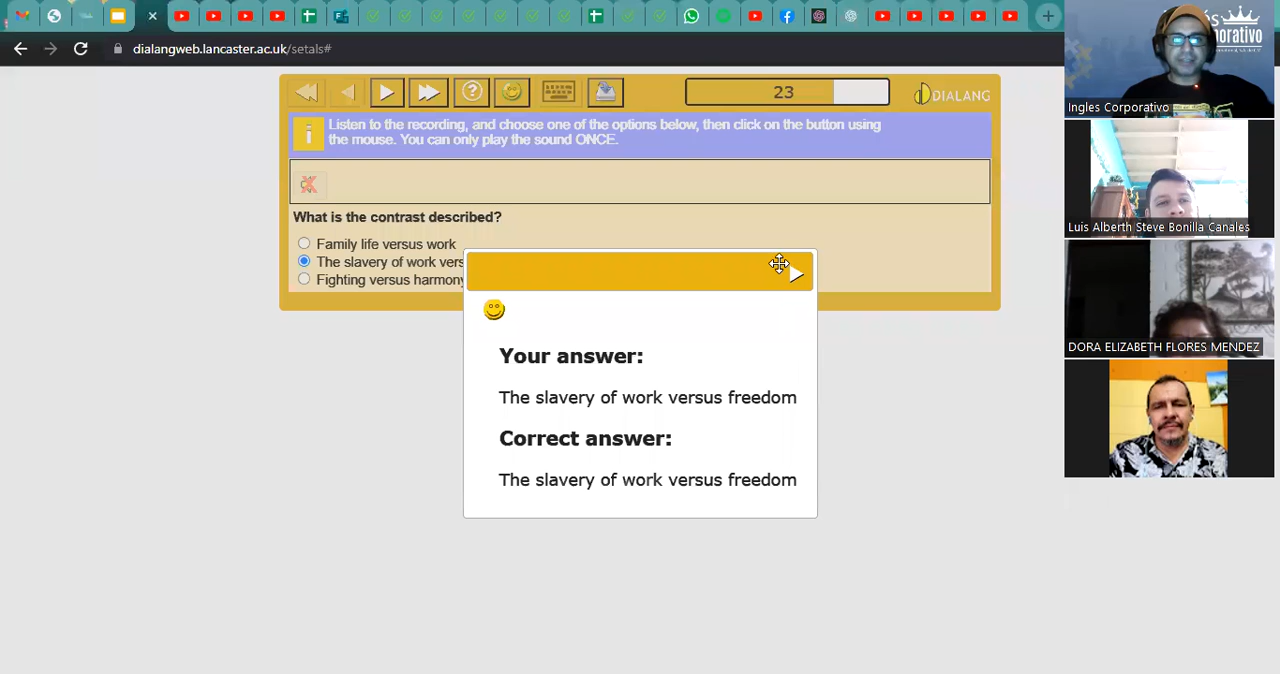 dialangweb.lancaster.ac.uk/setals#
23
DIALANG
i
Listen to the recording, and choose one of the options below, then click on the button using
the mouse. You can only play the sound ONCE.
What is the contrast described?
Family life versus work
The slavery of work vers
Fighting versus harmony
Your answer:
The slavery of work versus freedom
Correct answer:
The slavery of work versus freedom
Ingles Corporativo
Luis Alberth Steve Bonilla Canales
DORA ELIZABETH FLORES MENDEZ